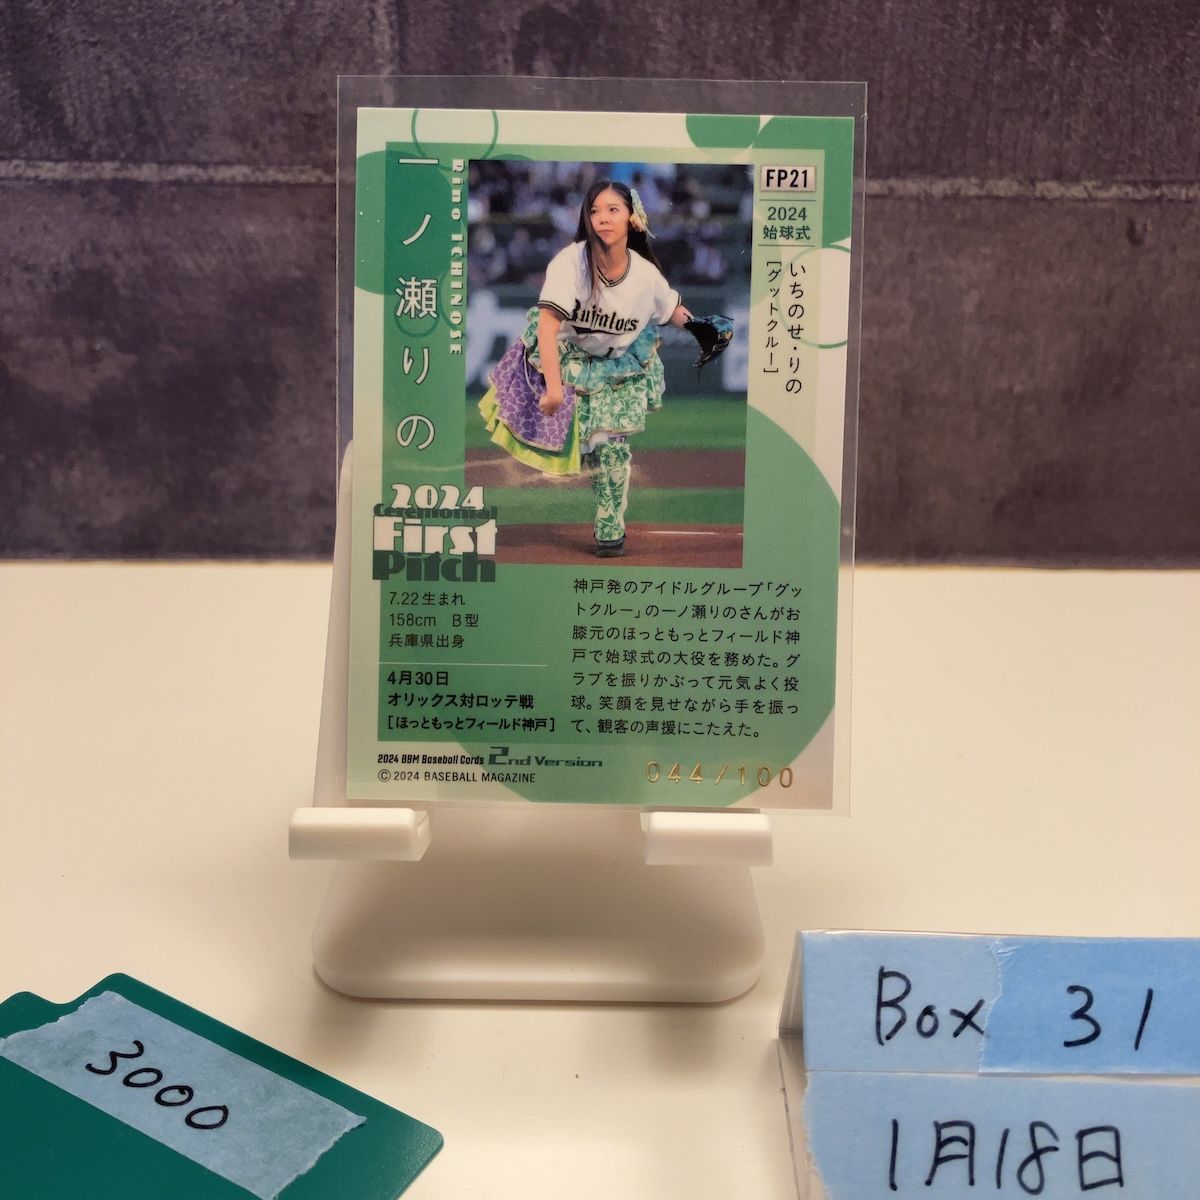 一ノ瀬りの
Rino ICHINOSE
FP21
2024
始球式
いちのせ・りの
[グットクルー]
Buffaloes
1
2024
Ceremonial
First
Pitch
7.22生まれ
158cm B型
兵庫県出身
4月30日
オリックス対ロッテ戦
[ほっともっとフィールド神戸]
神戸発のアイドルグループ「グッ
トクルー」の一ノ瀬りのさんがお
膝元のほっともっとフィールド神
戸で始球式の大役を務めた。グ
ラブを振りかぶって元気よく投
球。笑顔を見せながら手を振っ
て、観客の声援にこたえた。
2024 BBM Baseball Cards 2nd Version
© 2024 BASEBALL MAGAZINE
044/100
3000
Box 31
1月18日